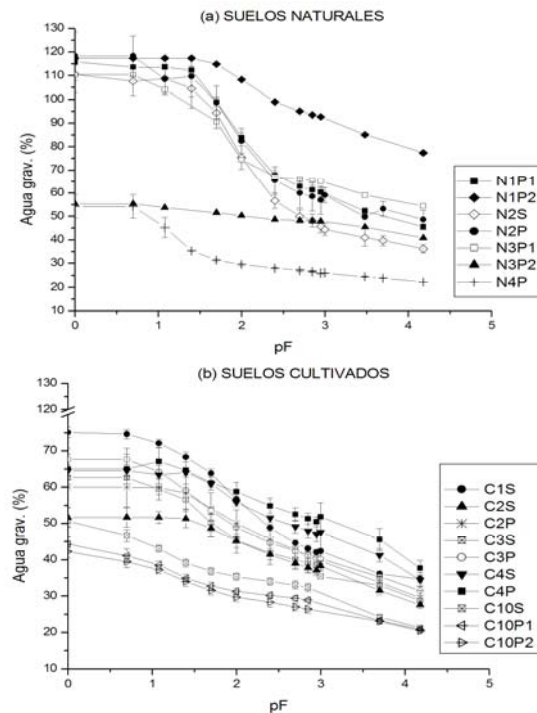 (a) SUELOS NATURALES
130
120
110
100
90
80
70
60
50
40
30
20
10
Agua grav. (%)
N1P1
N1P2
N2S
N2P
N3P1
N3P2
N4P
0 1 2 3 4 5
pF
(b) SUELOS CULTIVADOS
130
120
70
60
50
40
30
20
10
Agua grav. (%)
C1S
C2S
C2P
C3S
C3P
C4S
C4P
C10S
C10P1
C10P2
0 1 2 3 4 5
pF